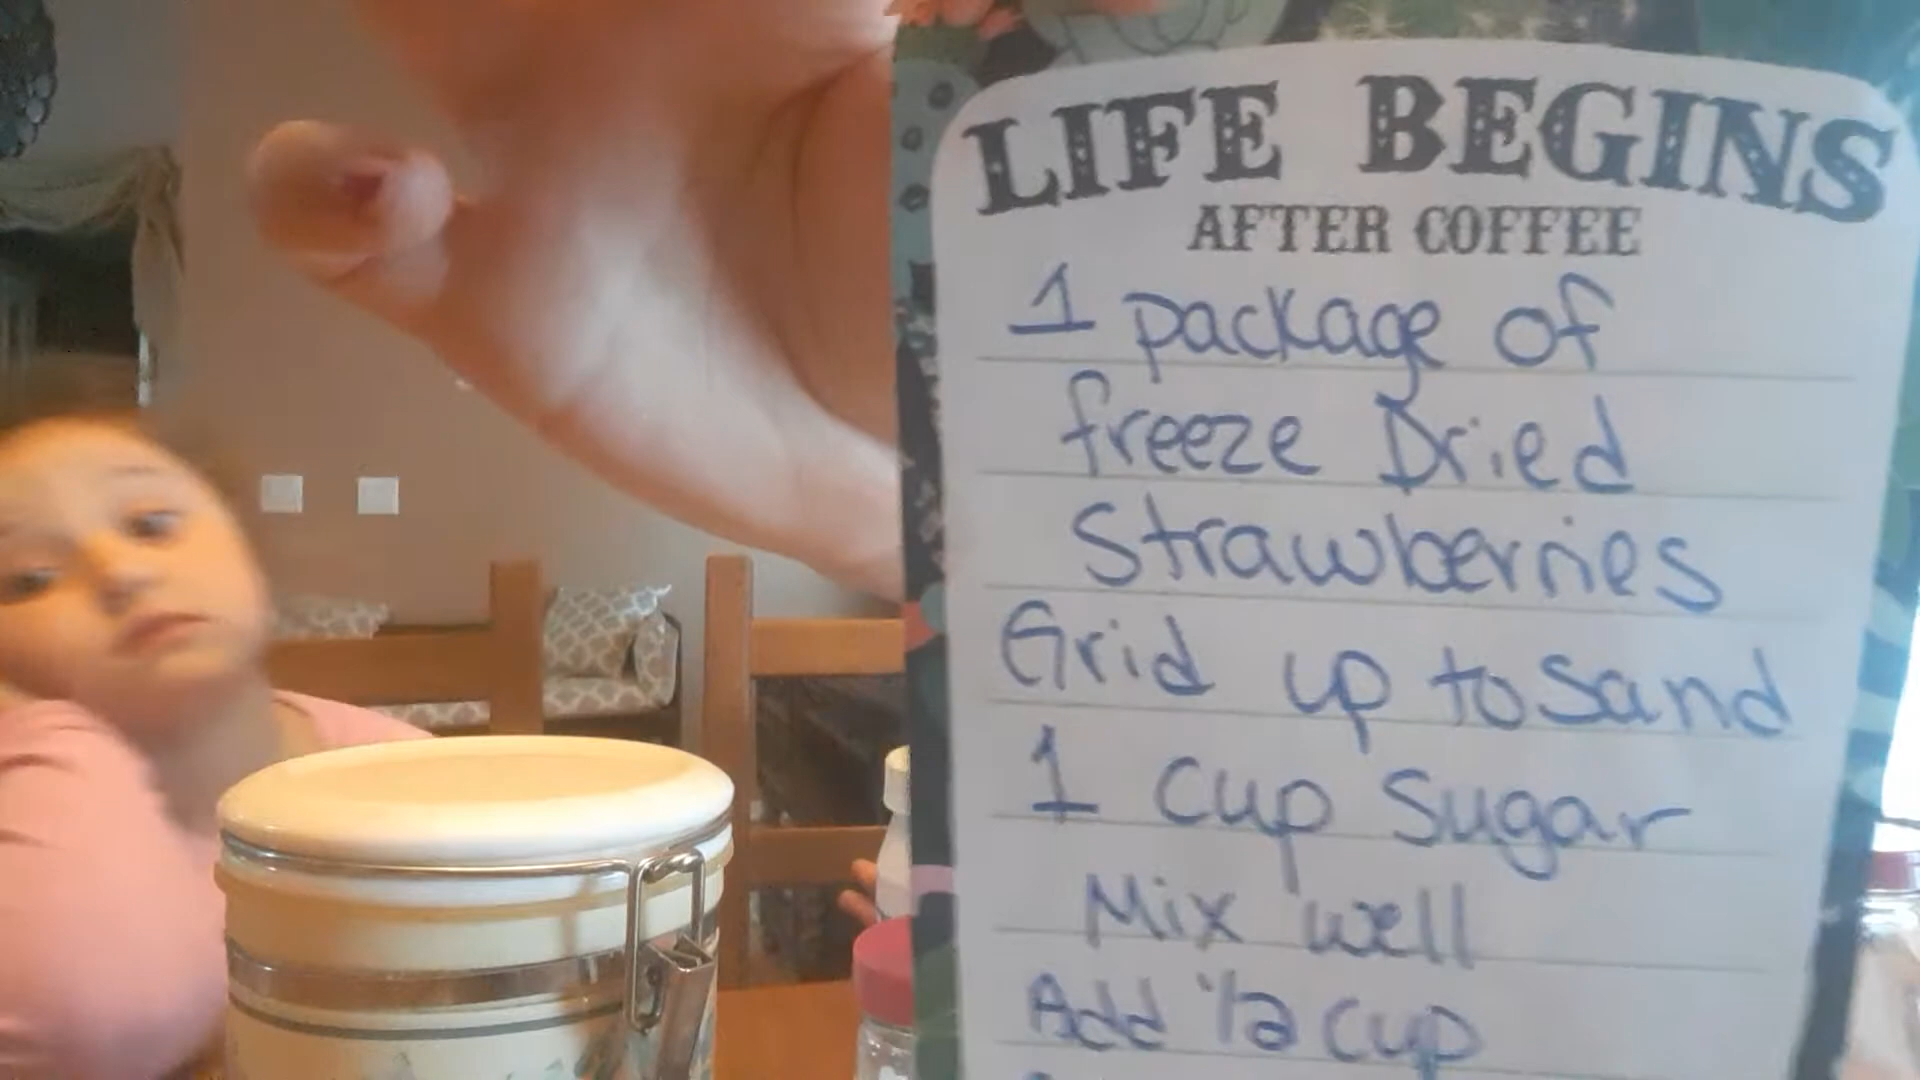 LIFE BEGINS
AFTER COFFEE
1 package of
freeze Dried
Strawberries
Grid up to sand
1 cup sugar
Mix well
Add 1/2 cup